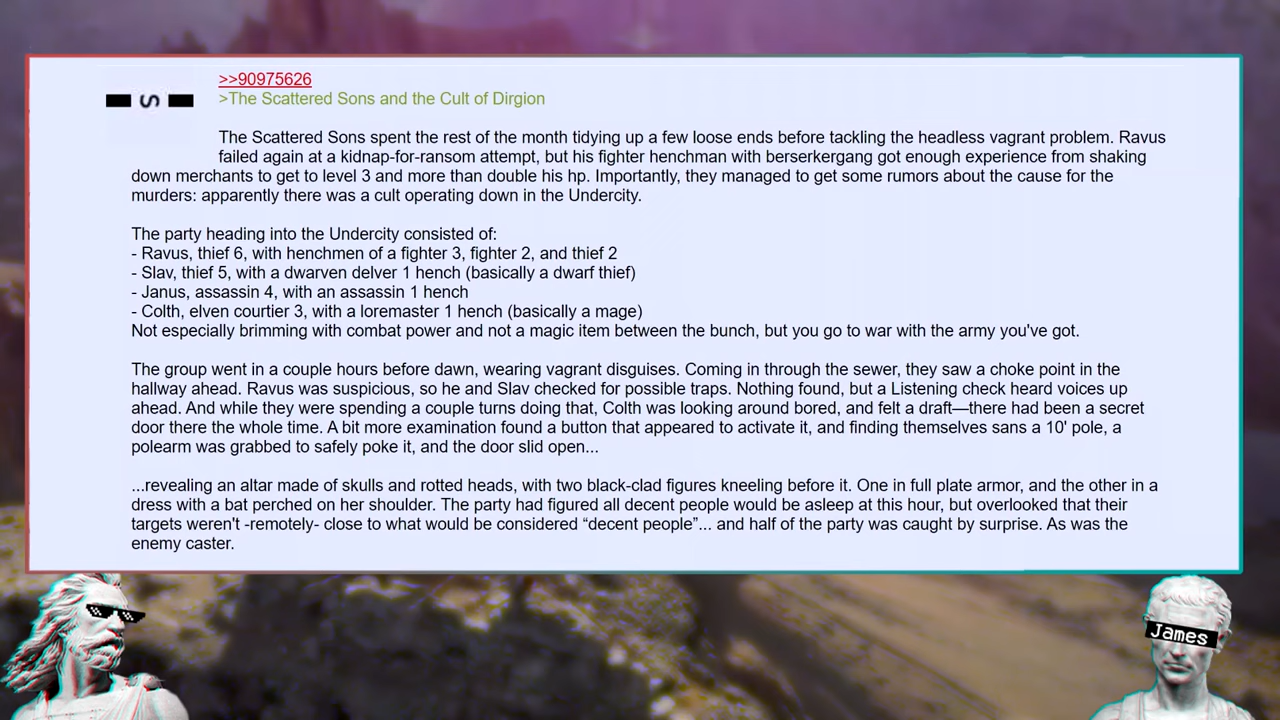 >>90975626
S
>The Scattered Sons and the Cult of Dirgion
The Scattered Sons spent the rest of the month tidying up a few loose ends before tackling the headless vagrant problem. Ravus
failed again at a kidnap-for-ransom attempt, but his fighter henchman with berserkergang got enough experience from shaking
down merchants to get to level 3 and more than double his hp. Importantly, they managed to get some rumors about the cause for the
murders: apparently there was a cult operating down in the Undercity.
The party heading into the Undercity consisted of:
- Ravus, thief 6, with henchmen of a fighter 3, fighter 2, and thief 2
- Slav, thief 5, with a dwarven delver 1 hench (basically a dwarf thief)
- Janus, assassin 4, with an assassin 1 hench
- Colth, elven courtier 3, with a loremaster 1 hench (basically a mage)
Not especially brimming with combat power and not a magic item between the bunch, but you go to war with the army you've got.
The group went in a couple hours before dawn, wearing vagrant disguises. Coming in through the sewer, they saw a choke point in the
hallway ahead. Ravus was suspicious, so he and Slav checked for possible traps. Nothing found, but a Listening check heard voices up
ahead. And while they were spending a couple turns doing that, Colth was looking around bored, and felt a draft—there had been a secret
door there the whole time. A bit more examination found a button that appeared to activate it, and finding themselves sans a 10' pole, a
polearm was grabbed to safely poke it, and the door slid open...
...revealing an altar made of skulls and rotted heads, with two black-clad figures kneeling before it. One in full plate armor, and the other in a
dress with a bat perched on her shoulder. The party had figured all decent people would be asleep at this hour, but overlooked that their
targets weren't -remotely- close to what would be considered “decent people”... and half of the party was caught by surprise. As was the
enemy caster.
James